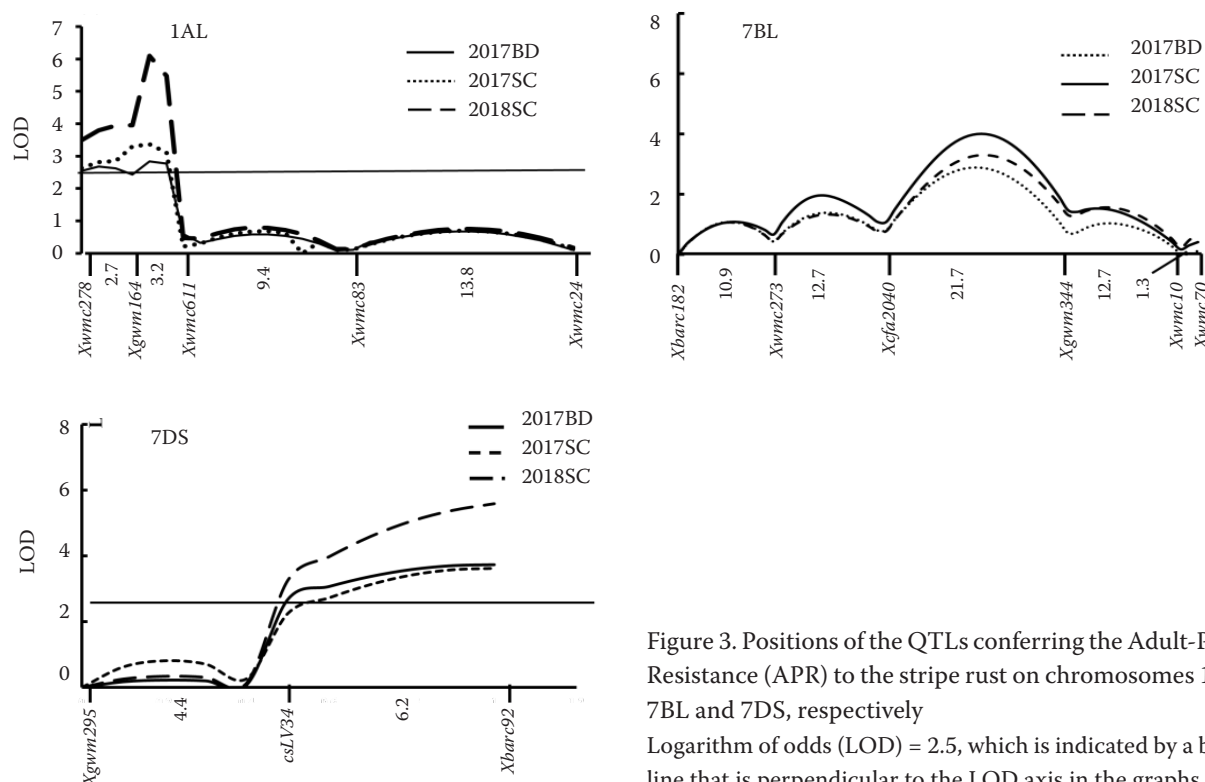 1AL
7
6
5
4
3
2
1
0
LOD
2017BD
2017SC
2018SC
2.7
3.2
9.4
13.8
Xwmc278
Xgwm164
Xwmc611
Xwmc83
Xwmc24
7BL
8
6
4
2
0
2017BD
2017SC
2018SC
10.9
12.7
21.7
12.7
1.3
Xbarc182
Xwmc273
Xcfa2040
Xgwm344
Xwmc10
Xwmc70
7DS
8
6
4
2
0
LOD
2017BD
2017SC
2018SC
4.4
6.2
Xgwm295
csLV34
Xbarc92
Figure 3. Positions of the QTLs conferring the Adult-P
Resistance (APR) to the stripe rust on chromosomes 1
7BL and 7DS, respectively
Logarithm of odds (LOD) = 2.5, which is indicated by a b
line that is perpendicular to the LOD axis in the graphs